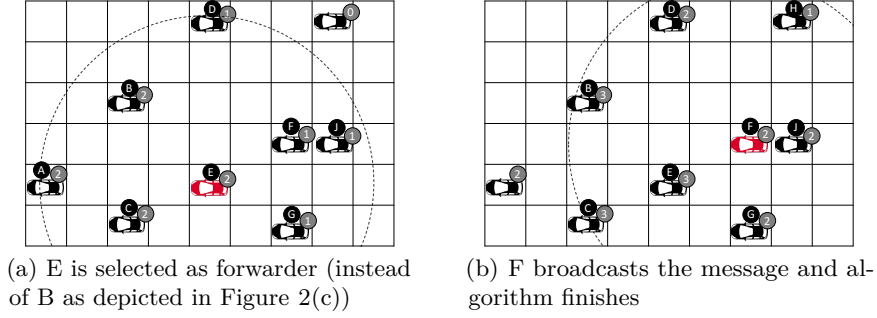 D
1
0
B
2
F
1
J
1
A
2
E
2
C
2
G
1
(a) E is selected as forwarder (instead
of B as depicted in Figure 2(c))
D
2
H
1
B
3
F
2
J
2
2
E
3
C
3
G
2
(b) F broadcasts the message and al-
gorithm finishes